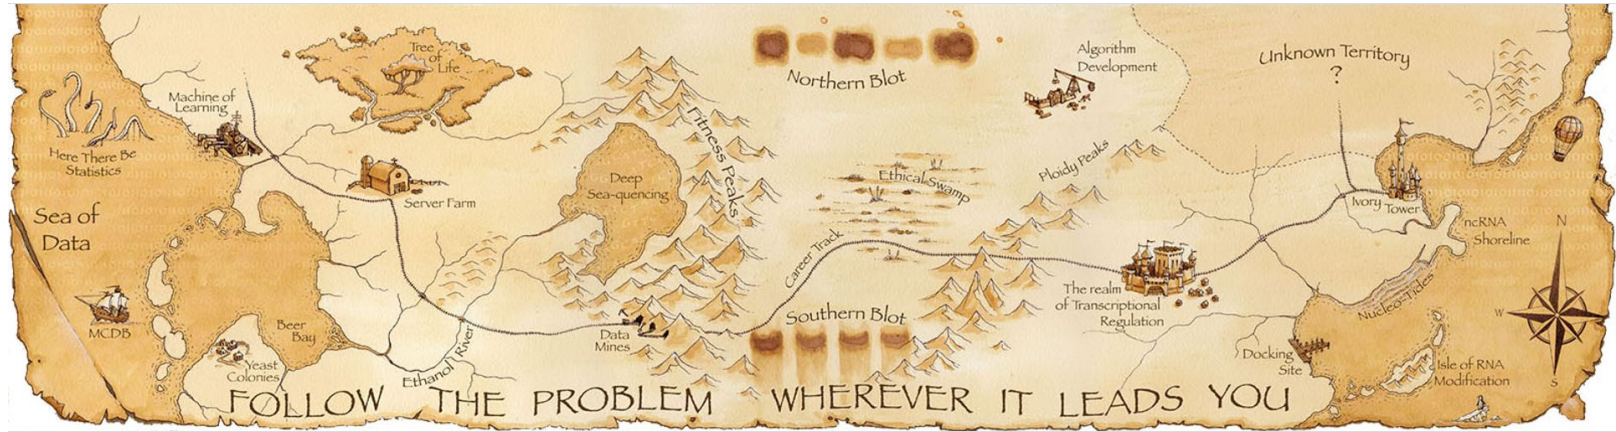 Here There Be
Statistics
Sea of
Data
MCDB
Machine of
Learning
Tree
of
Life
Server Farm
Beer
Bay
Yeast
Colonies
Ethanol River
Deep
Sea-quencing
Data
Mines
Fitness Peaks
Northern Blot
Ethical Swamp
Career Track
Southern Blot
Algorithm
Development
Ploidy Peaks
The realm
of Transcriptional
Regulation
Unknown Territory
?
Ivory Tower
ncRNA
Shoreline
Nucleo-Tides
Docking
Site
Isle of RNA
Modification
N
W
S
FOLLOW THE PROBLEM WHEREVER IT LEADS YOU